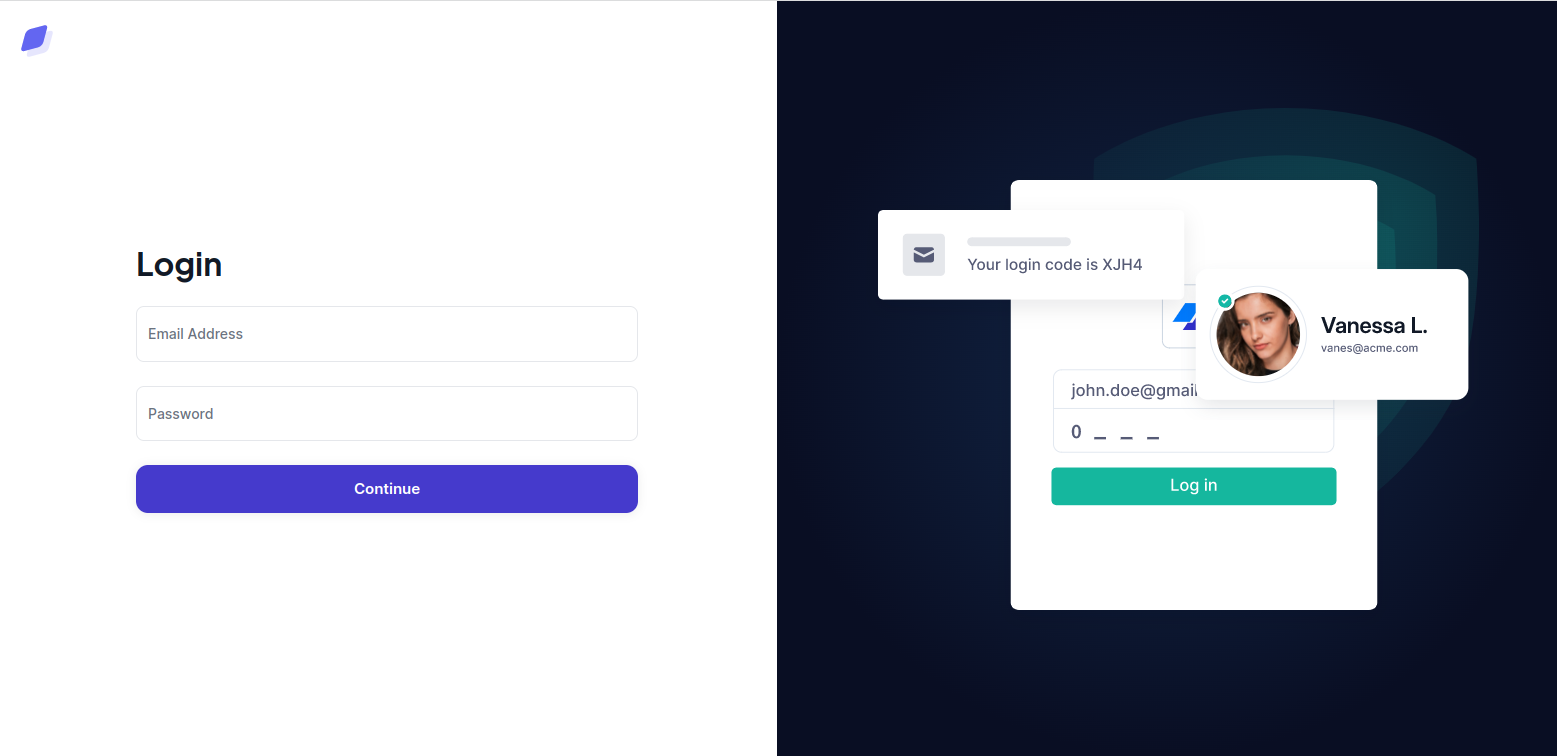 Login
Email Address
Password
Continue
Your login code is XJH4
Vanessa L.
vanes@acme.com
john.doe@gmail
0 _ _ _
Log in